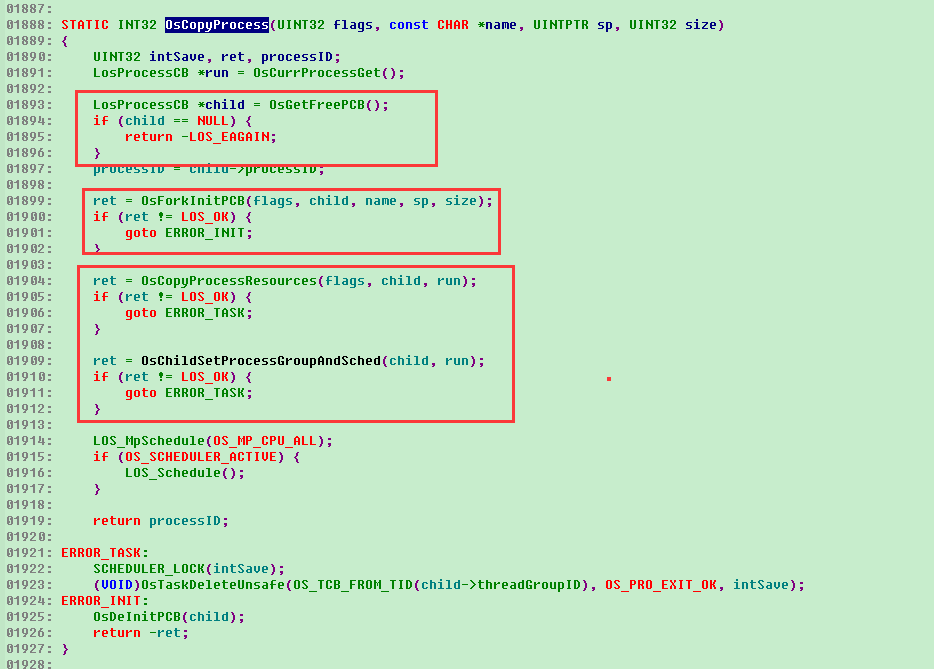 01887:
01888: STATIC INT32 OsCopyProcess(UINT32 flags, const CHAR *name, UINTPTR sp, UINT32 size)
01889: {
01890:     UINT32 intSave, ret, processID;
01891:     LosProcessCB *run = OsCurrProcessGet();
01892:
01893:     LosProcessCB *child = OsGetFreePCB();
01894:     if (child == NULL) {
01895:         return -LOS_EAGAIN;
01896:     }
01897:     processID = child->processID;
01898:
01899:     ret = OsForkInitPCB(flags, child, name, sp, size);
01900:     if (ret != LOS_OK) {
01901:         goto ERROR_INIT;
01902:     }
01903:
01904:     ret = OsCopyProcessResources(flags, child, run);
01905:     if (ret != LOS_OK) {
01906:         goto ERROR_TASK;
01907:     }
01908:
01909:     ret = OsChildSetProcessGroupAndSched(child, run);
01910:     if (ret != LOS_OK) {
01911:         goto ERROR_TASK;
01912:     }
01913:
01914:     LOS_MpSchedule(OS_MP_CPU_ALL);
01915:     if (OS_SCHEDULER_ACTIVE) {
01916:         LOS_Schedule();
01917:     }
01918:
01919:     return processID;
01920:
01921: ERROR_TASK:
01922:     SCHEDULER_LOCK(intSave);
01923:     (VOID)OsTaskDeleteUnsafe(OS_TCB_FROM_TID(child->threadGroupID), OS_PRO_EXIT_OK, intSave);
01924: ERROR_INIT:
01925:     OsDeInitPCB(child);
01926:     return -ret;
01927: }
01928: